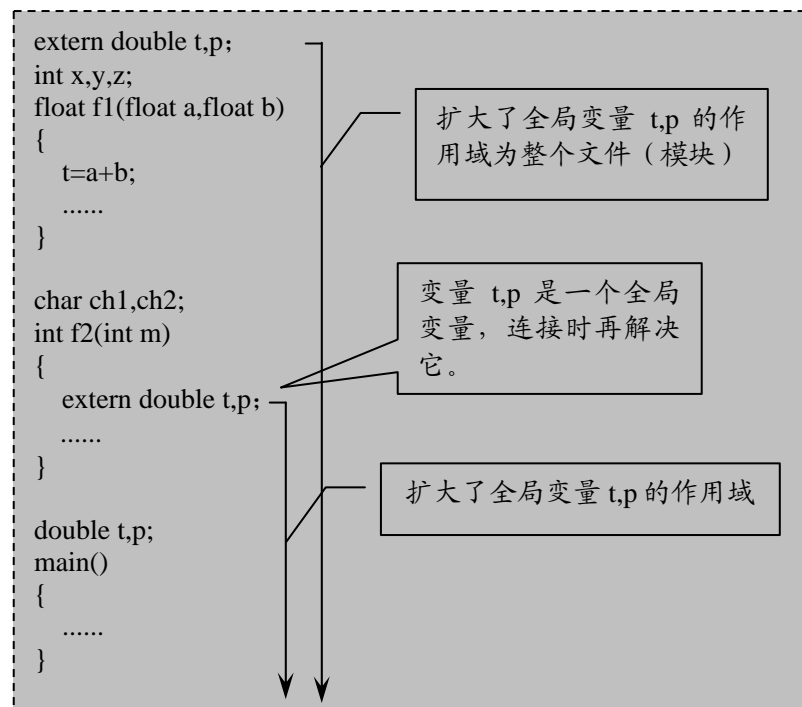 extern double t,p；
int x,y,z;
float f1(float a,float b)
{
t=a+b;
......
}
扩大了全局变量 t,p 的作
用域为整个文件（模块）
char ch1,ch2;
int f2(int m)
{
extern double t,p；
......
}
变量 t,p 是一个全局
变量，连接时再解决
它。
扩大了全局变量 t,p 的作用域
double t,p;
main()
{
......
}